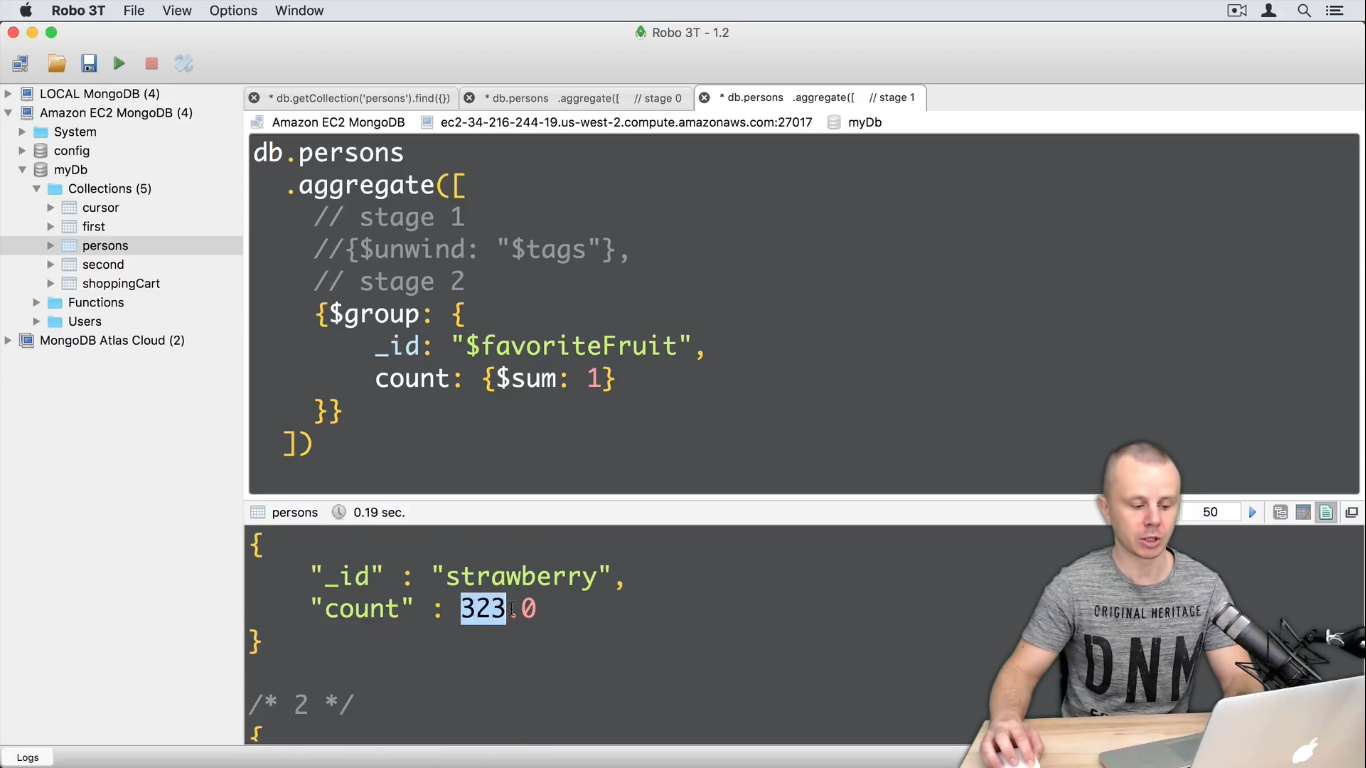 Robo 3T File View Options Window
Robo 3T - 1.2
LOCAL MongoDB (4)
Amazon EC2 MongoDB (4)
System
config
myDb
Collections (5)
cursor
first
persons
second
shoppingCart
Functions
Users
MongoDB Atlas Cloud (2)
* db.getCollection('persons').find({}) * db.persons .aggregate([ // stage 0 * db.persons .aggregate([ // stage 1
Amazon EC2 MongoDB ec2-34-216-244-19.us-west-2.compute.amazonaws.com:27017 myDb
db.persons
.aggregate([
// stage 1
//{$unwind: "$tags"},
// stage 2
{$group: {
_id: "$favoriteFruit",
count: {$sum: 1}
}}
])
persons 0.19 sec. 50
{
"_id" : "strawberry",
"count" : 323.0
}
/* 2 */
{
ORIGINAL HERITAGE
DNM
Logs